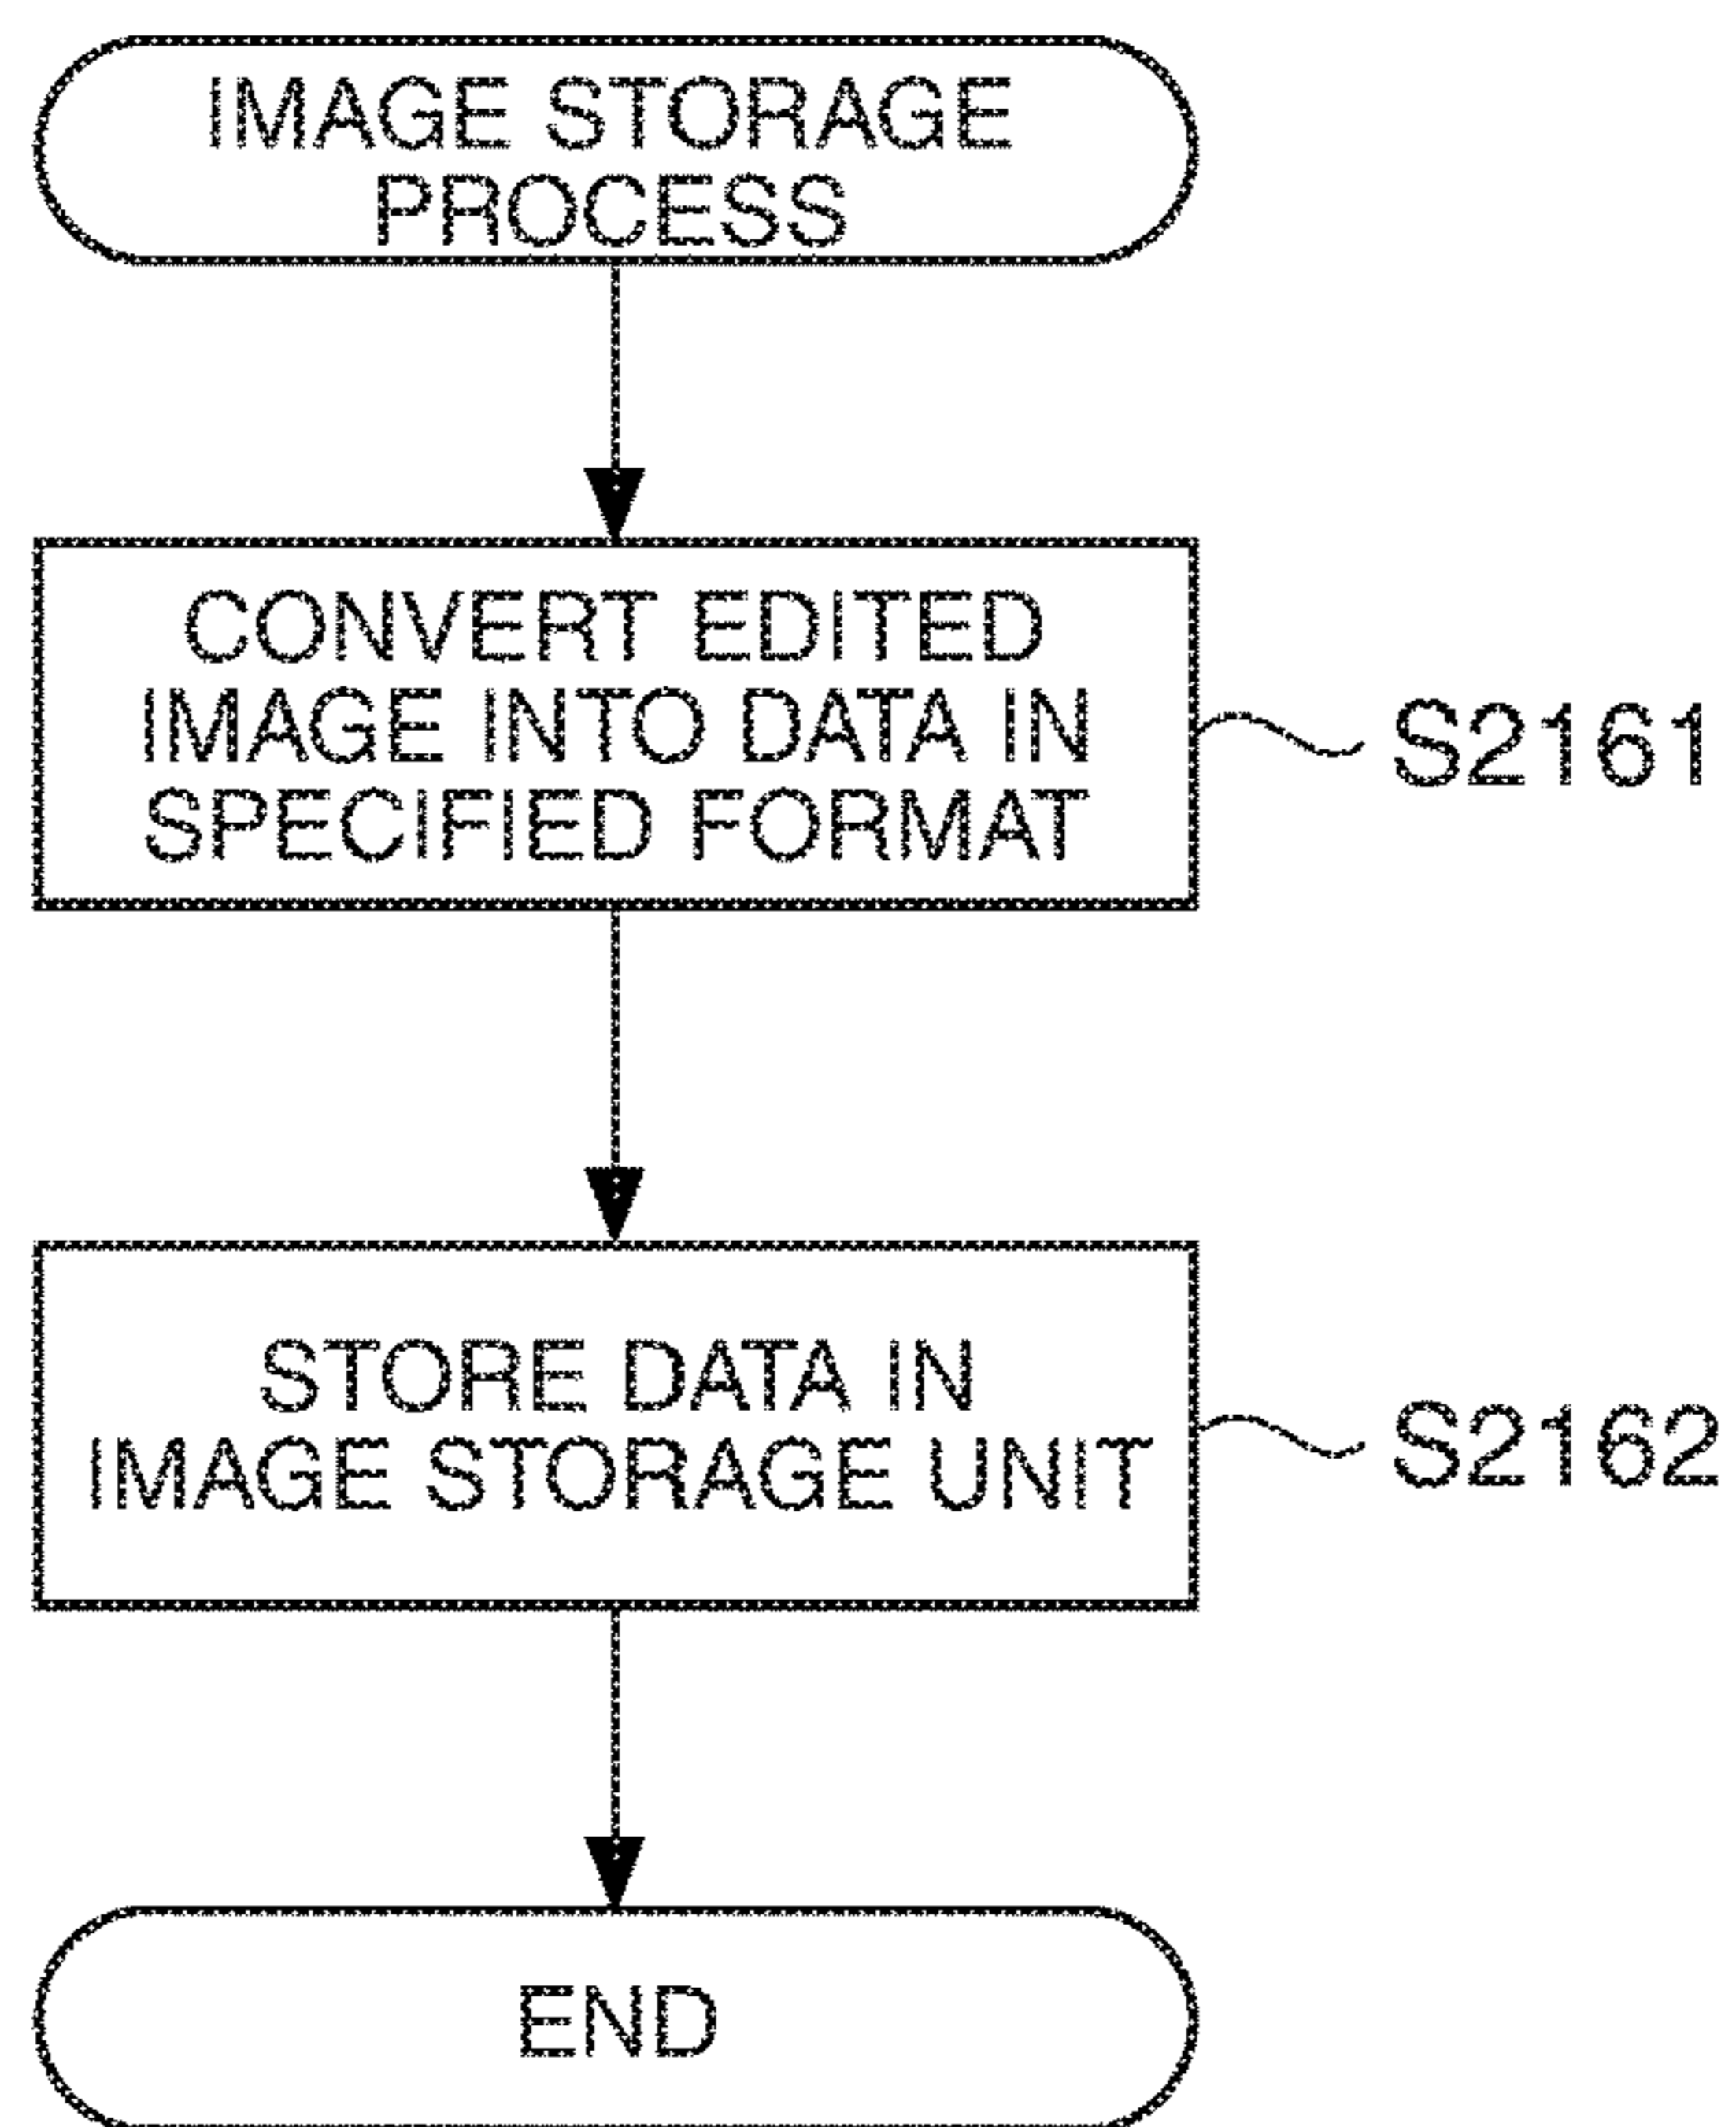 IMAGE STORAGE
PROCESS
CONVERT EDITED
IMAGE INTO DATA IN
SPECIFIED FORMAT
S2161
STORE DATA IN
IMAGE STORAGE UNIT
S2162
END